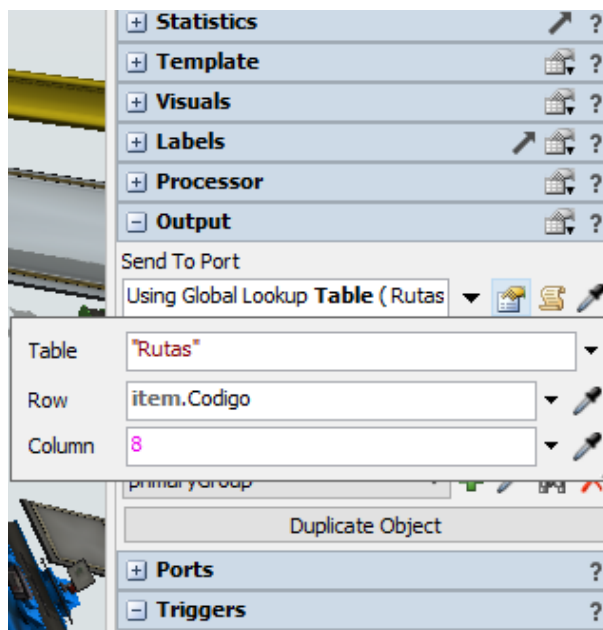 Statistics ?
Template ?
Visuals ?
Labels ?
Processor ?
Output ?
Send To Port
Using Global Lookup Table ( Rutas
Table "Rutas"
Row item.Codigo
Column 8
primaryGroup
Duplicate Object
Ports ?
Triggers ?